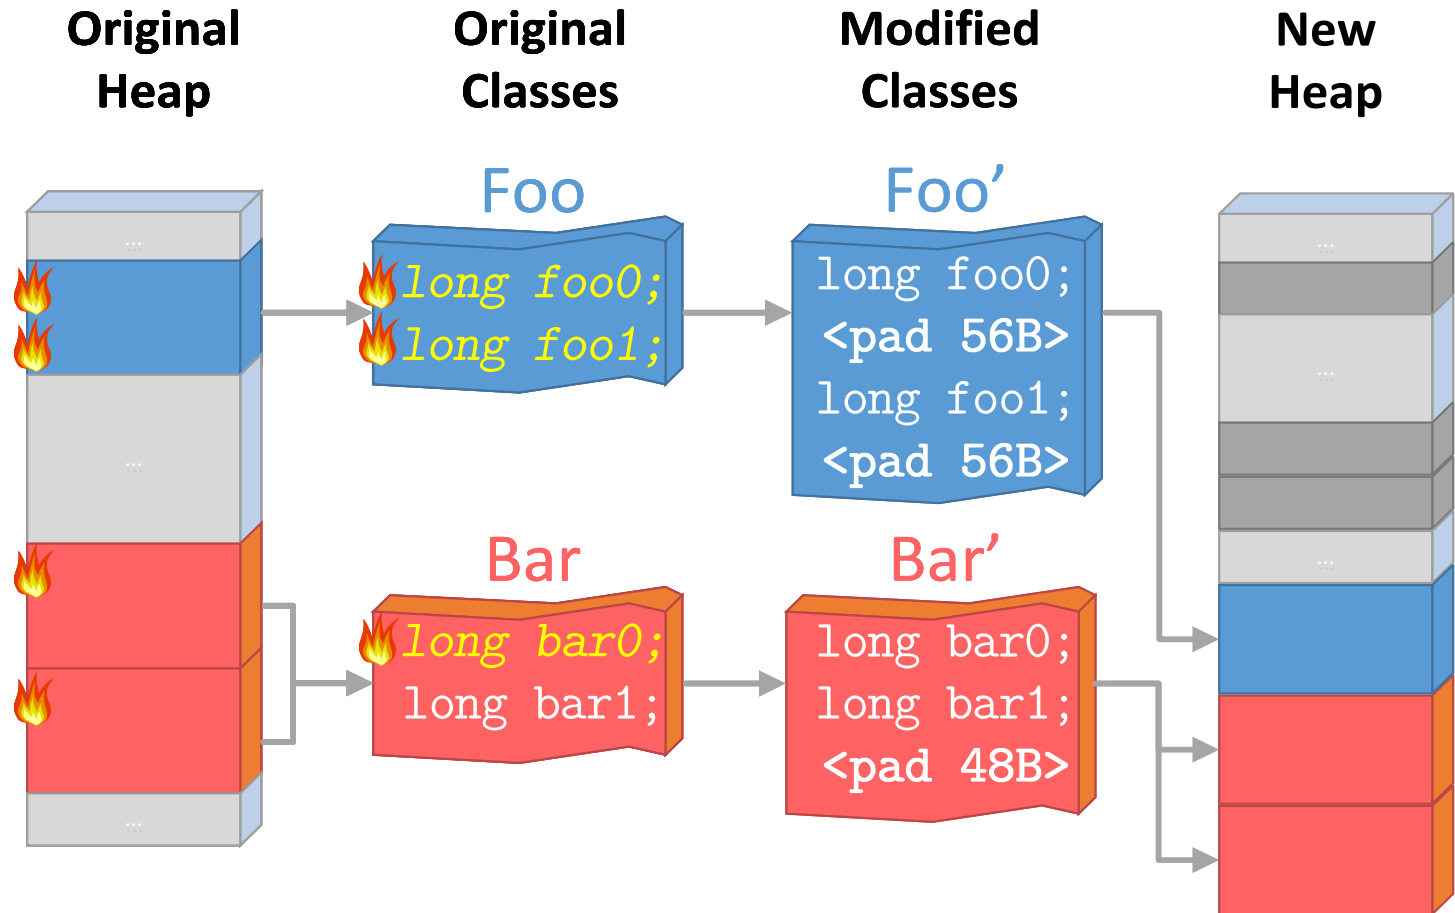 Original
Heap
Original
Classes
Modified
Classes
New
Heap
...
...
...
Foo
long foo0;
long foo1;
Bar
long bar0;
long bar1;
Foo’
long foo0;
<pad 56B>
long foo1;
<pad 56B>
Bar’
long bar0;
long bar1;
<pad 48B>
...
...
...